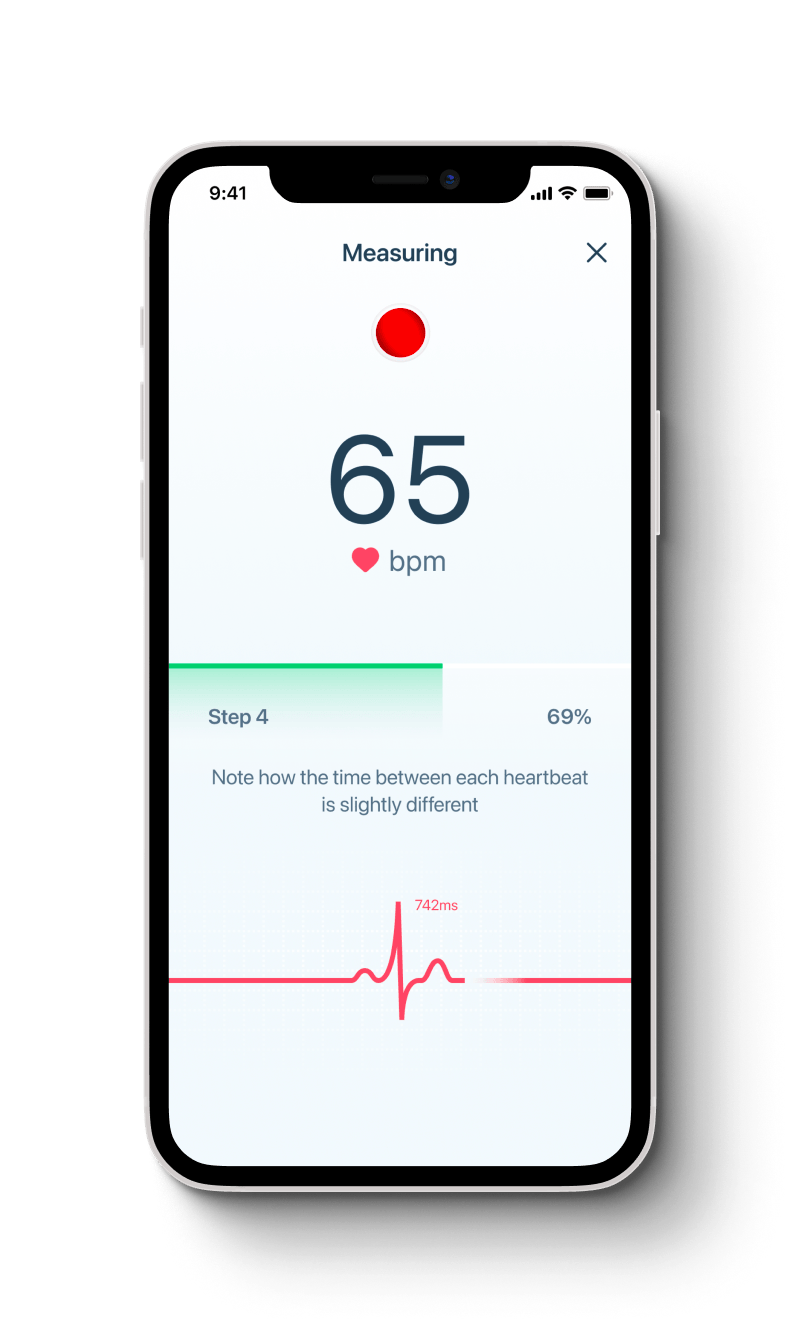 9:41
Measuring
65
bpm
Step 4
69%
Note how the time between each heartbeat
is slightly different
742ms